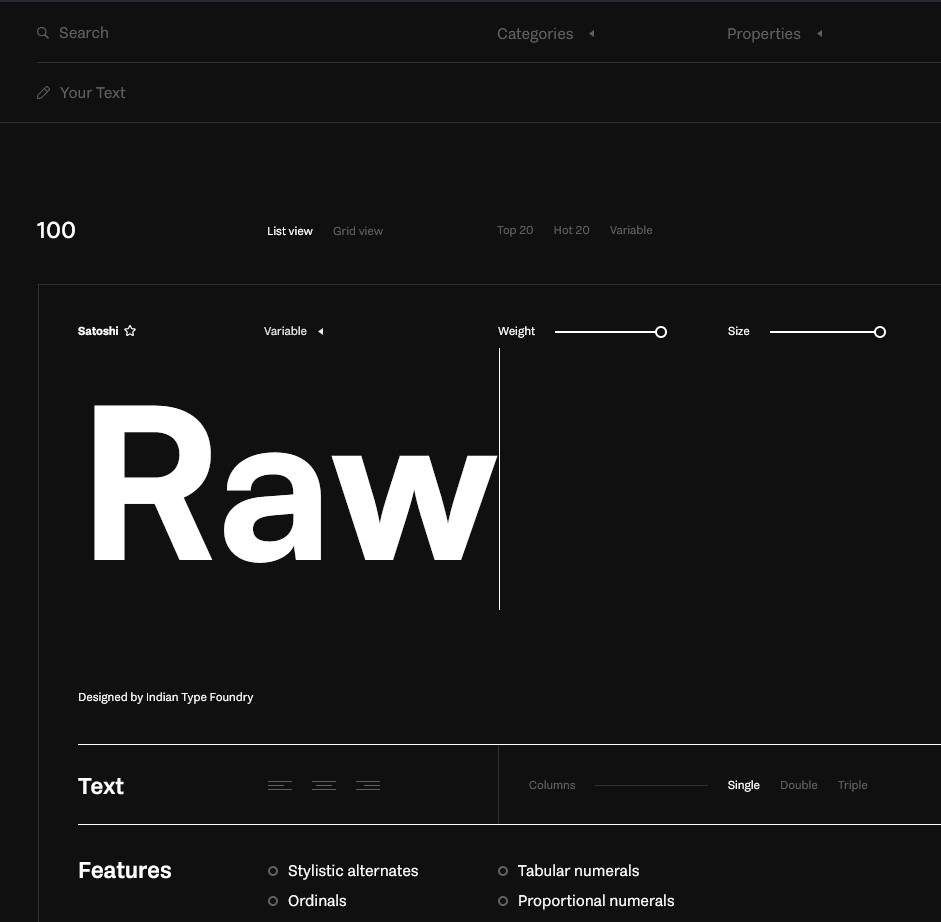 Search Categories Properties
Your Text
100 List view Grid view Top 20 Hot 20 Variable
Satoshi Variable Weight Size
Raw
Designed by Indian Type Foundry
Text Columns Single Double Triple
Features Stylistic alternates Tabular numerals
Ordinals Proportional numerals